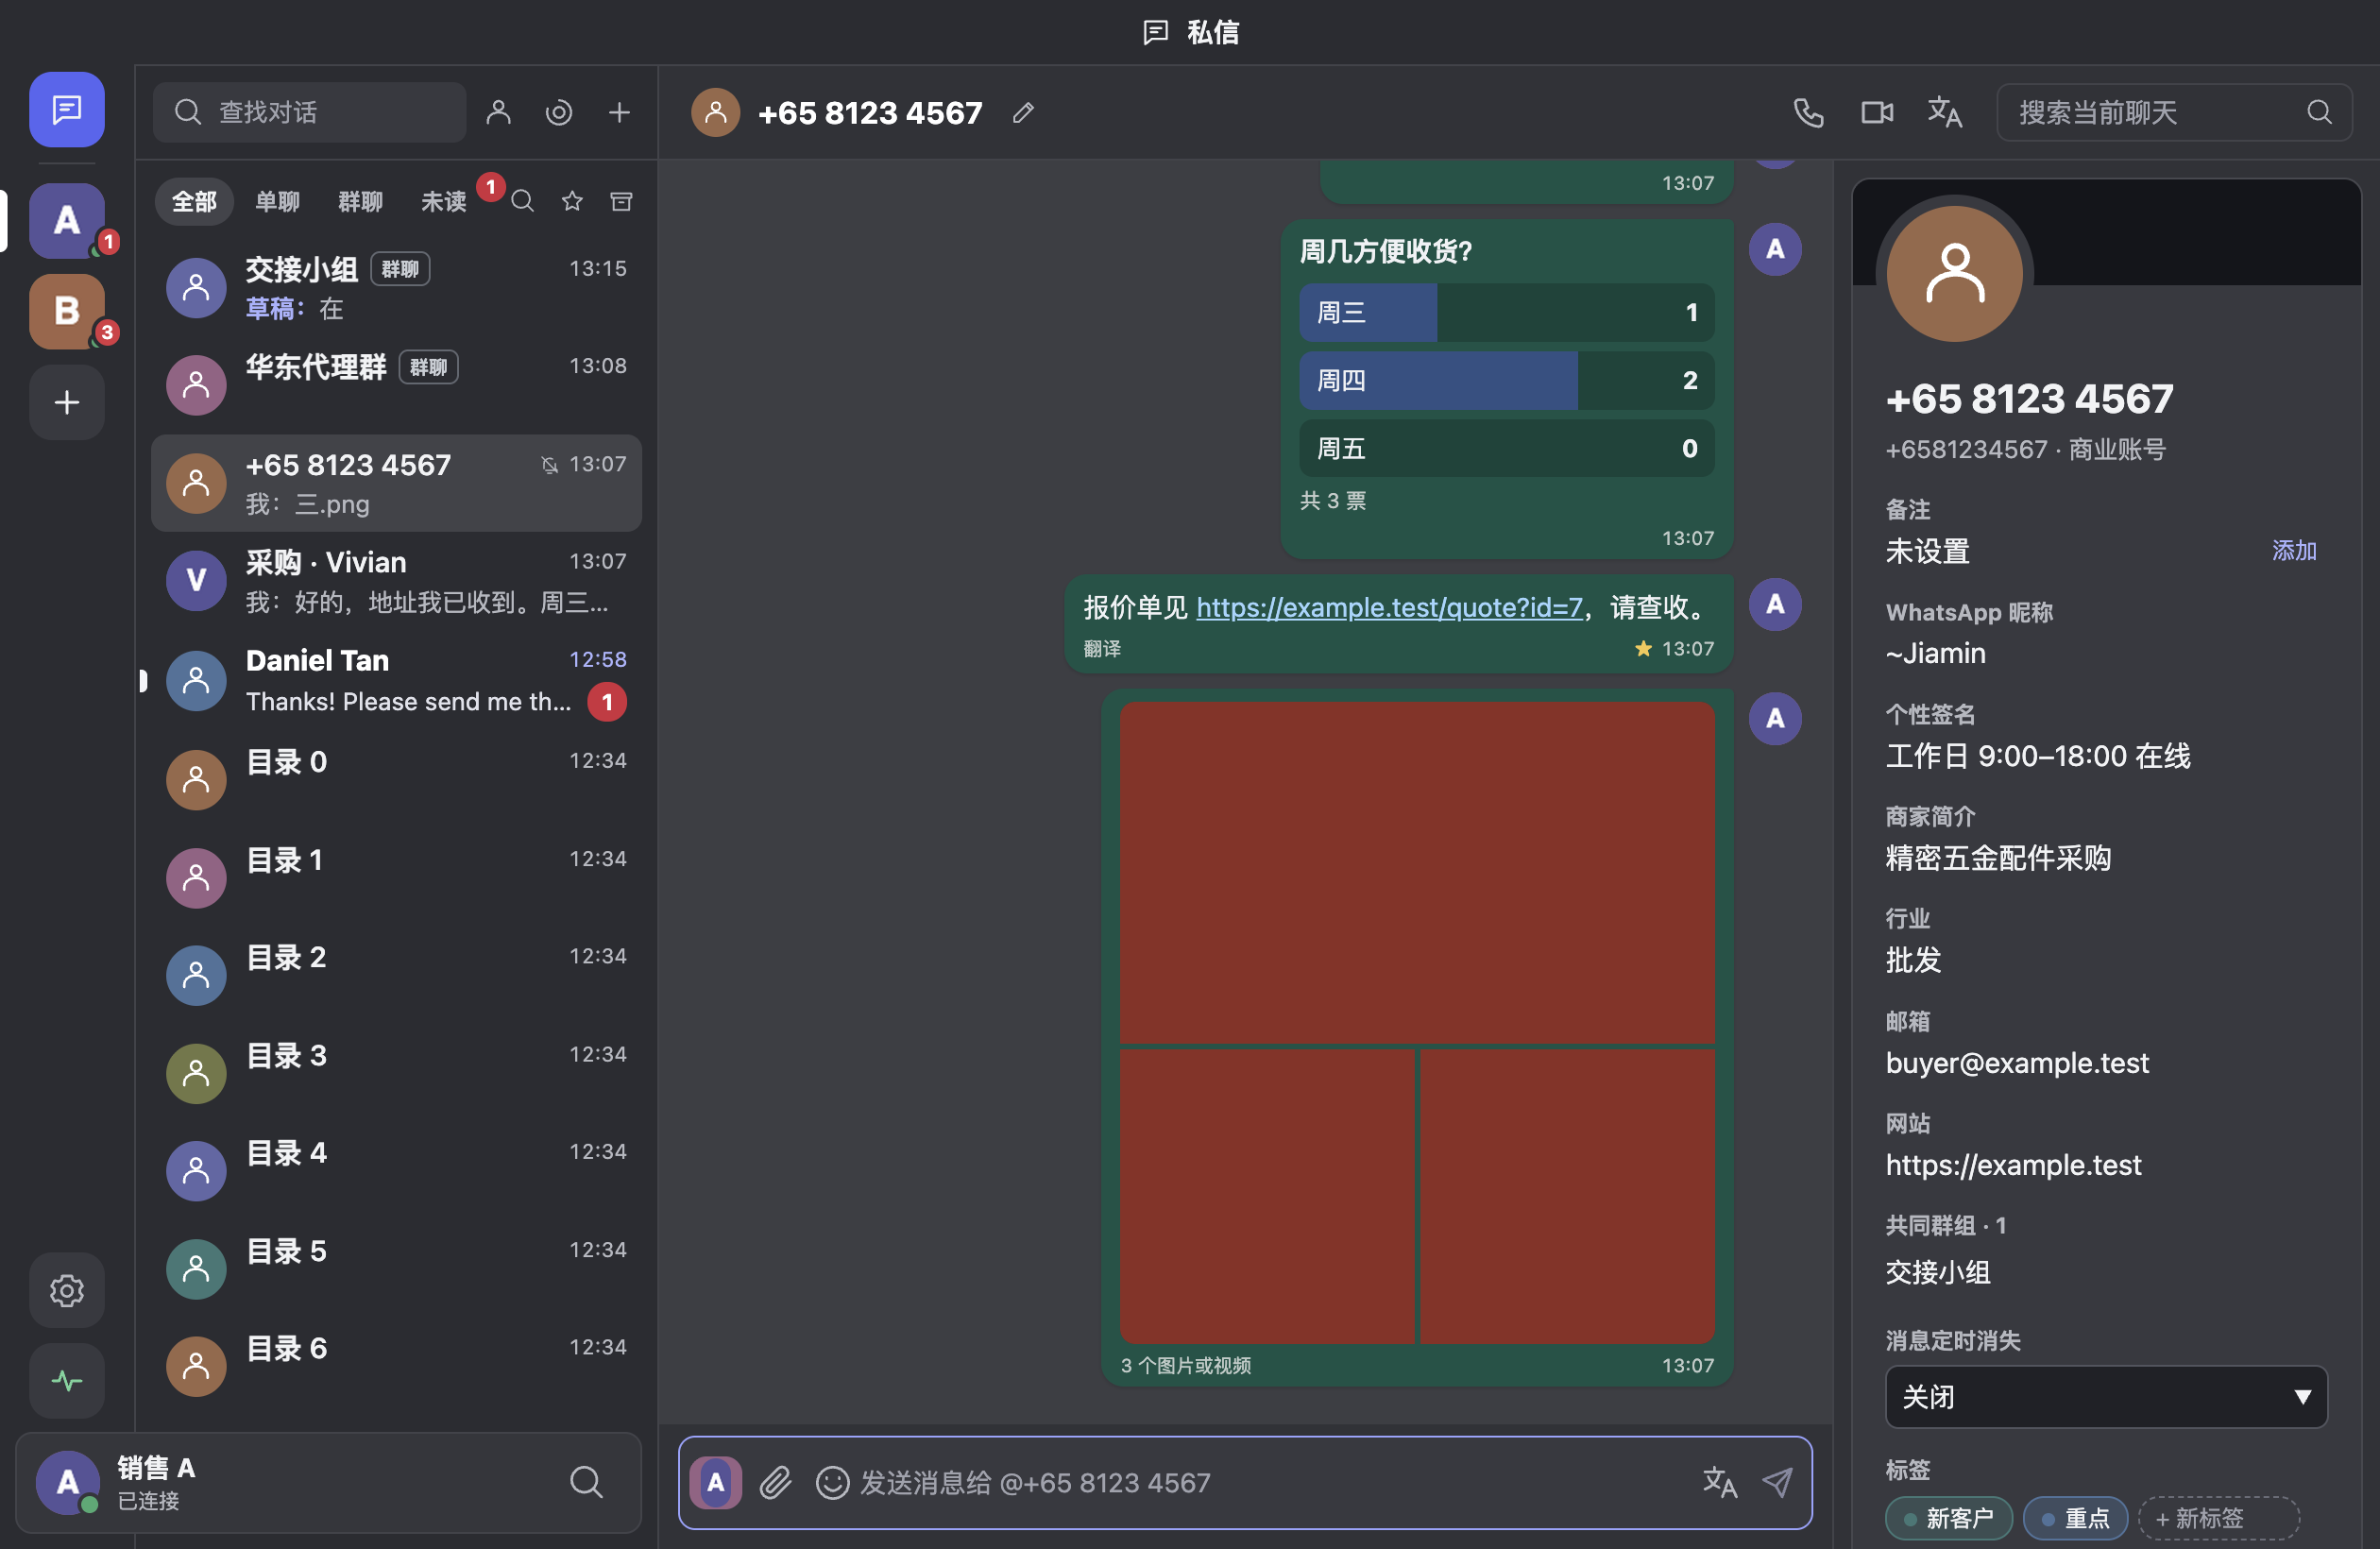 私信
A
1
B
3
查找对话
全部 单聊 群聊 未读 1
交接小组 群聊 13:15
草稿：在
华东代理群 群聊 13:08
+65 8123 4567 13:07
我：三.png
V
采购 · Vivian 13:07
我：好的，地址我已收到。周三...
Daniel Tan 12:58
Thanks! Please send me th... 1
目录 0 12:34
目录 1 12:34
目录 2 12:34
目录 3 12:34
目录 4 12:34
目录 5 12:34
目录 6 12:34
A
销售 A
已连接
+65 8123 4567
搜索当前聊天
13:07
周几方便收货?
A
周三 1
周四 2
周五 0
共 3 票
13:07
报价单见 https://example.test/quote?id=7，请查收。
A
翻译 13:07
A
3 个图片或视频 13:07
A 发送消息给 @+65 8123 4567
+65 8123 4567
+6581234567 · 商业账号
备注
未设置 添加
WhatsApp 昵称
~Jiamin
个性签名
工作日 9:00–18:00 在线
商家简介
精密五金配件采购
行业
批发
邮箱
buyer@example.test
网站
https://example.test
共同群组 · 1
交接小组
消息定时消失
关闭
标签
新客户 重点 + 新标签